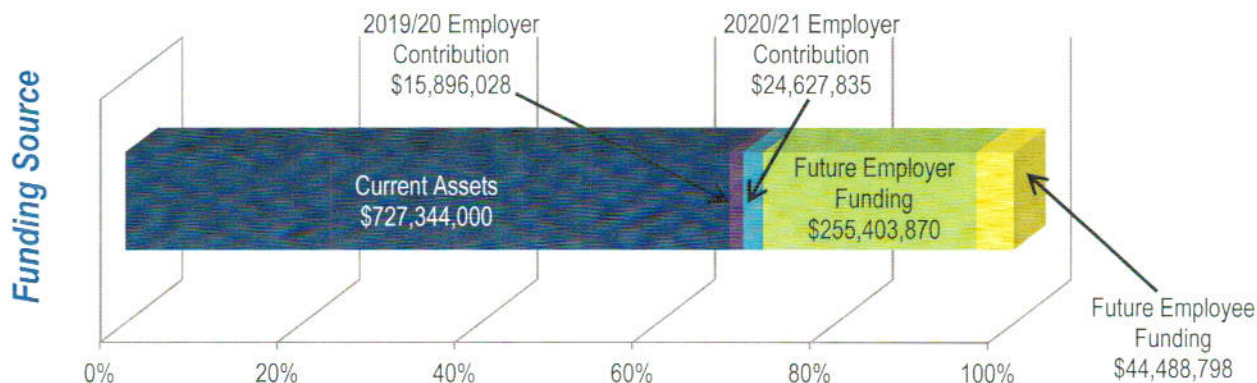 2019/20 Employer
Contribution
$15,896,028
2020/21 Employer
Contribution
$24,627,835
Funding Source
Current Assets
$727,344,000
Future Employer
Funding
$255,403,870
Future Employee
Funding
$44,488,798
0%
20%
40%
60%
80%
100%